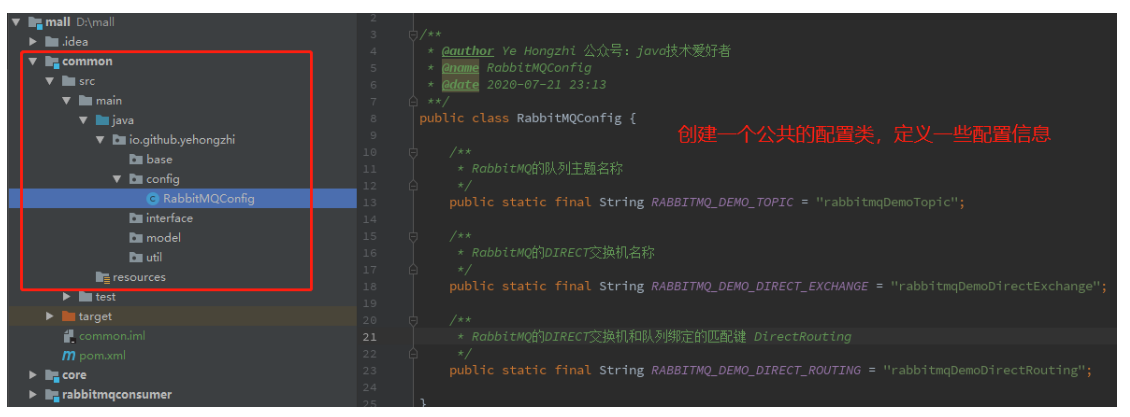 mall D:\mall
.idea
common
src
main
java
io.github.yehongzhi
base
config
RabbitMQConfig
interface
model
util
resources
test
target
common.iml
pom.xml
core
rabbitmqconsumer
2
3 /**
4 * @author Ye Hongzhi 公众号：java技术爱好者
5 * @name RabbitMQConfig
6 * @date 2020-07-21 23:13
7 **/
8 public class RabbitMQConfig {
创建一个公共的配置类，定义一些配置信息
9
10 /**
11 * RabbitMQ的队列主题名称
12 */
13 public static final String RABBITMQ_DEMO_TOPIC = "rabbitmqDemoTopic";
14
15 /**
16 * RabbitMQ的DIRECT交换机名称
17 */
18 public static final String RABBITMQ_DEMO_DIRECT_EXCHANGE = "rabbitmqDemoDirectExchange";
19
20 /**
21 * RabbitMQ的DIRECT交换机和队列绑定的匹配键 DirectRouting
22 */
23 public static final String RABBITMQ_DEMO_DIRECT_ROUTING = "rabbitmqDemoDirectRouting";
24
25 }